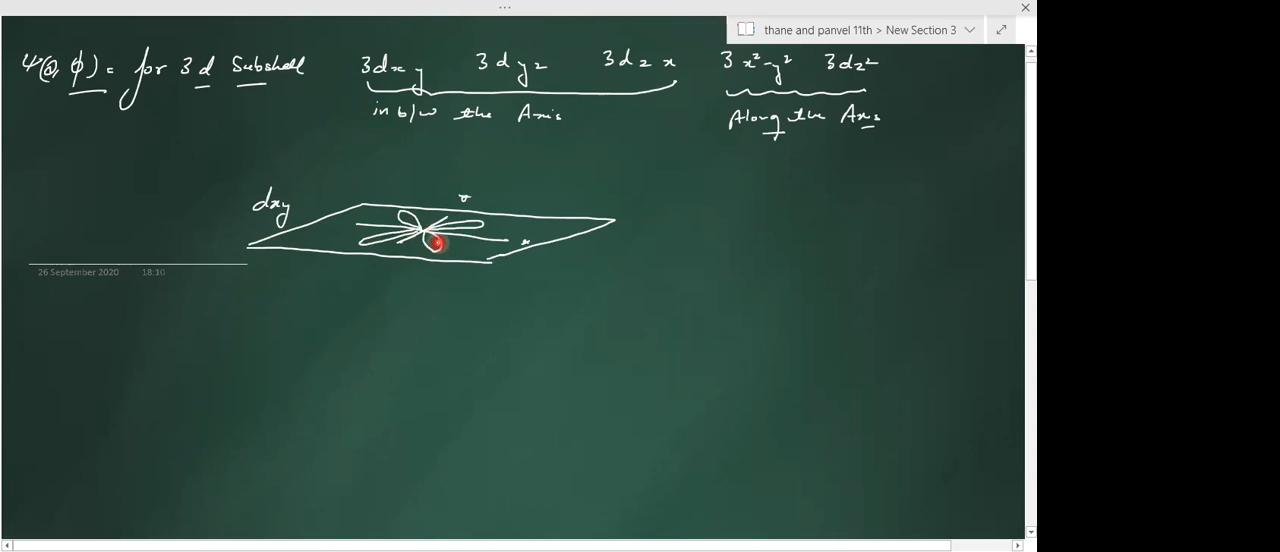 thane and panvel 11th > New Section 3
Ψ(θ, φ) = for 3d Subshell 3dxy 3dyz 3dzx 3x²-y² 3dz²
in b/w the Axis Along the Axis
dxy
x
26 September 2020 18:10